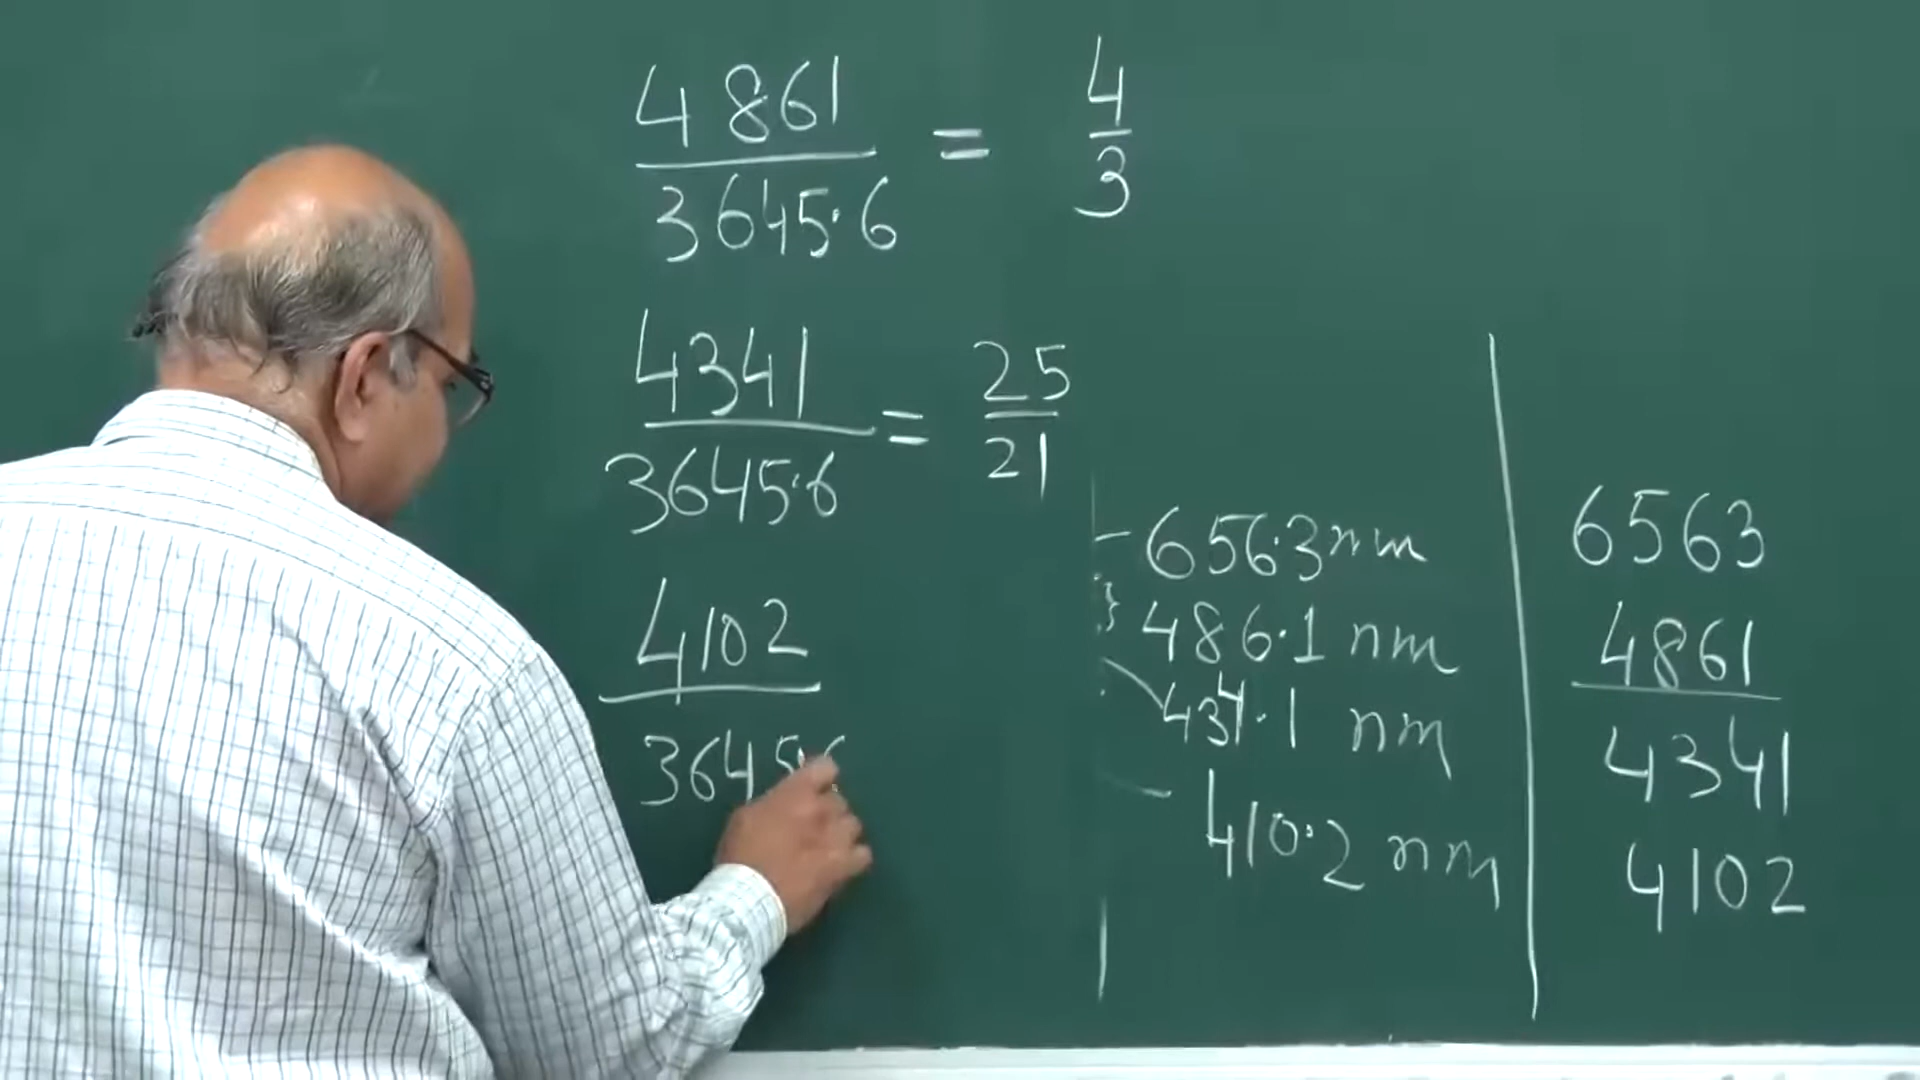 4861 / 3645.6 = 4/3
4341 / 3645.6 = 25/21
4102 / 3645.6
656.3 nm
486.1 nm
434.1 nm
410.2 nm
6563
4861
4341
4102